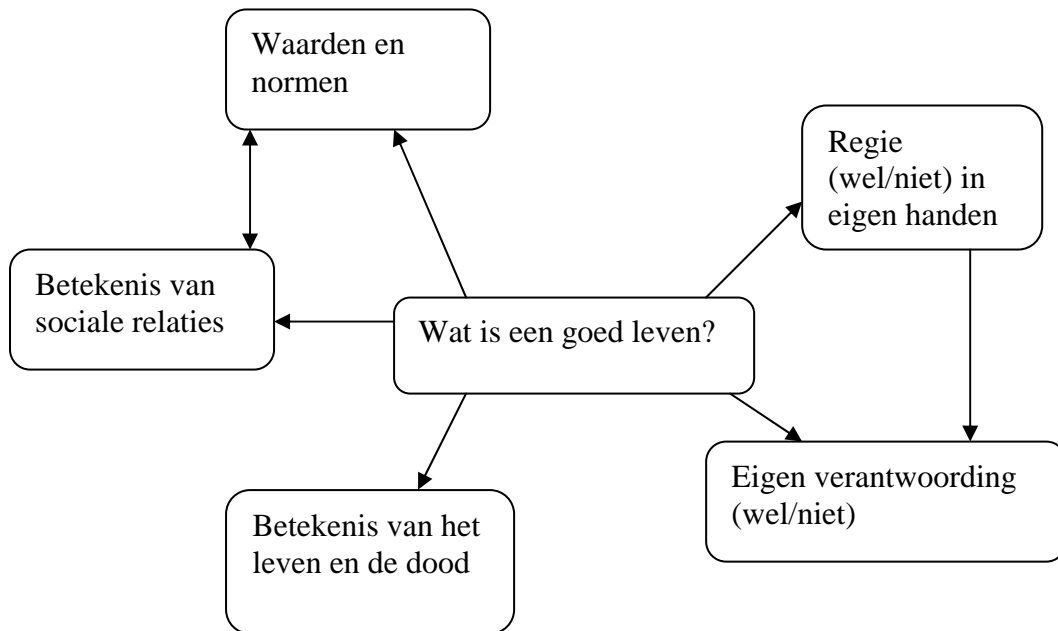 Waarden en
normen
Regie
(wel/niet) in
eigen handen
Betekenis van
sociale relaties
Wat is een goed leven?
Eigen verantwoording
(wel/niet)
Betekenis van het
leven en de dood